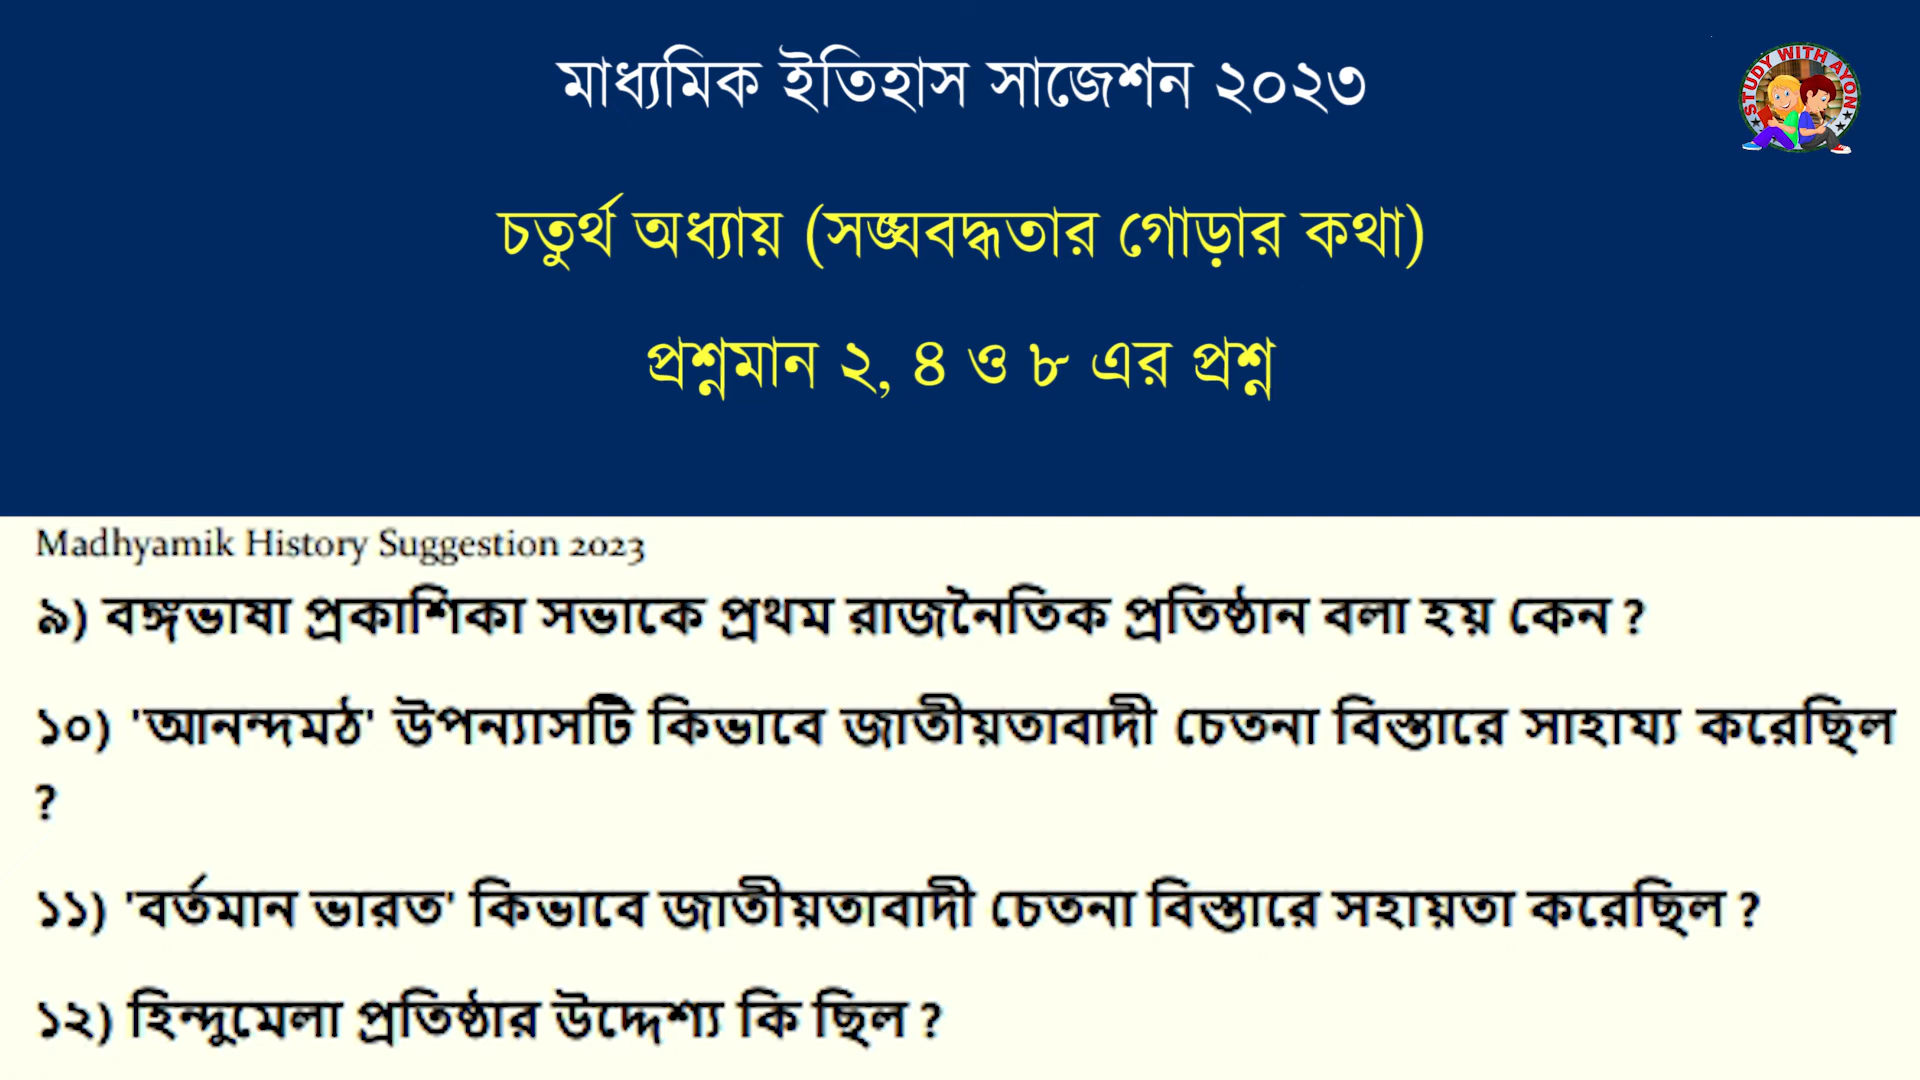 মাধ্যমিক ইতিহাস সাজেশন ২০২৩
STUDY WITH AYON
চতুর্থ অধ্যায় (সঙ্ঘবদ্ধতার গোড়ার কথা)
প্রশ্নমান ২, ৪ ও ৮ এর প্রশ্ন
Madhyamik History Suggestion 2023
৯) বঙ্গভাষা প্রকাশিকা সভাকে প্রথম রাজনৈতিক প্রতিষ্ঠান বলা হয় কেন ?
১০) 'আনন্দমঠ' উপন্যাসটি কিভাবে জাতীয়তাবাদী চেতনা বিস্তারে সাহায্য করেছিল
?
১১) 'বর্তমান ভারত' কিভাবে জাতীয়তাবাদী চেতনা বিস্তারে সহায়তা করেছিল ?
১২) হিন্দুমেলা প্রতিষ্ঠার উদ্দেশ্য কি ছিল ?